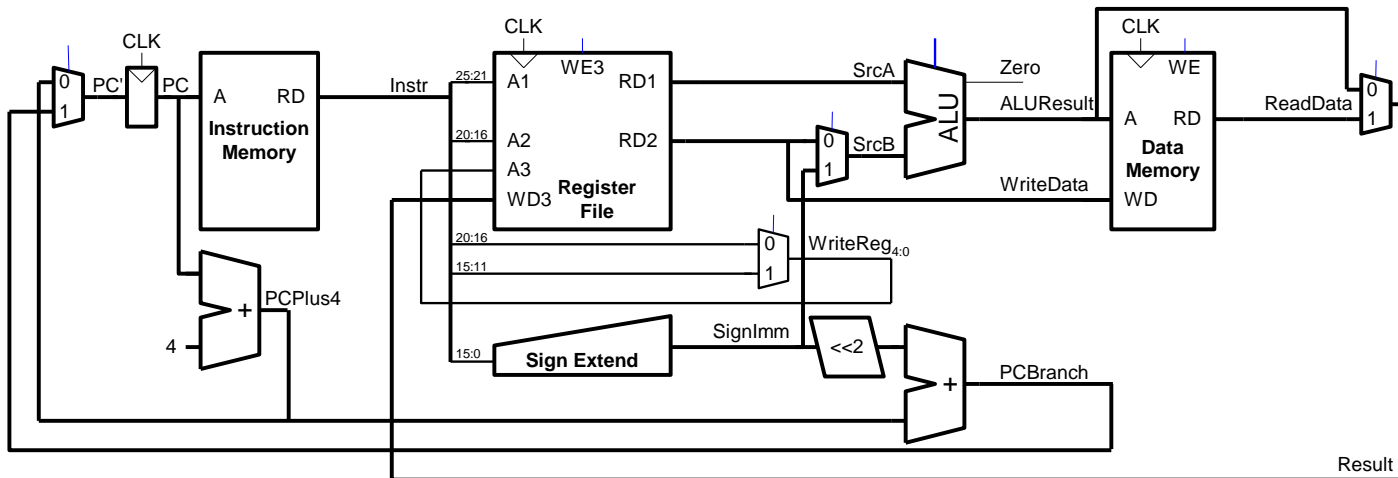 CLK
CLK
CLK
0
1
PC'
PC
A
RD
Instruction
Memory
Instr
25:21
A1
WE3
RD1
20:16
A2
RD2
A3
WD3
Register
File
SrcA
0
1
SrcB
ALU
Zero
ALUResult
WE
A
RD
Data
Memory
WD
WriteData
ReadData
0
1
20:16
15:11
0
1
WriteReg4:0
+
PCPlus4
4
15:0
Sign Extend
SignImm
<<2
+
PCBranch
Result